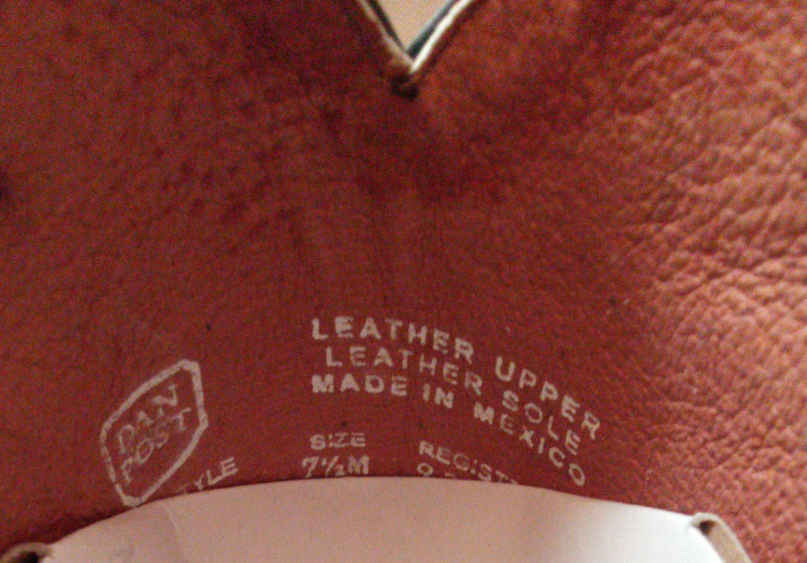 LEATHER UPPER
LEATHER SOLE
MADE IN MEXICO
DAN
POST
SIZE
7½M